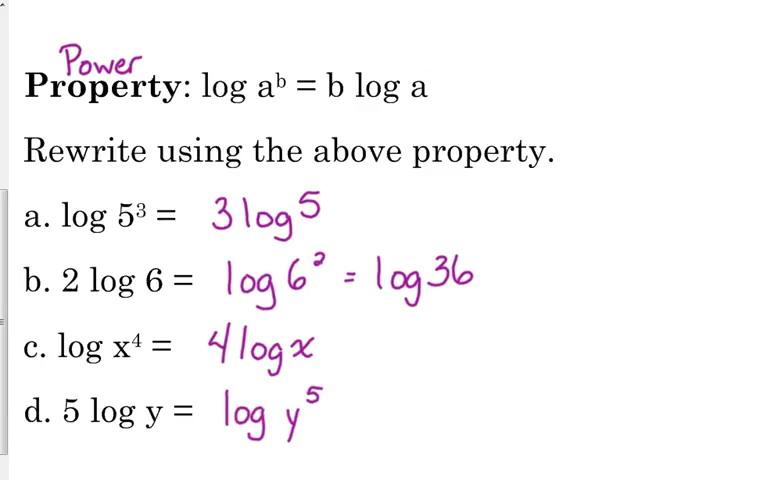 Power
Property: log aᵇ = b log a
Rewrite using the above property.
a. log 5³ = 3 log 5
b. 2 log 6 = log 6² = log 36
c. log x⁴ = 4 log x
d. 5 log y = log y⁵